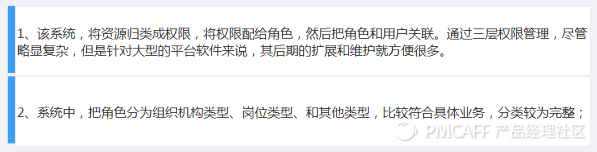 1、该系统，将资源归类成权限，将权限配给角色，然后把角色和用户关联。通过三层权限管理，尽管
略显复杂，但是针对大型的平台软件来说，其后期的扩展和维护就方便很多。
2、系统中，把角色分为组织机构类型、岗位类型、和其他类型，比较符合具体业务，分类较为完整；
PMCAFF 产品经理社区